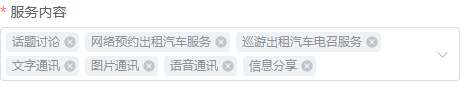 * 服务内容
话题讨论 网络预约出租汽车服务 巡游出租汽车电召服务
文字通讯 图片通讯 语音通讯 信息分享